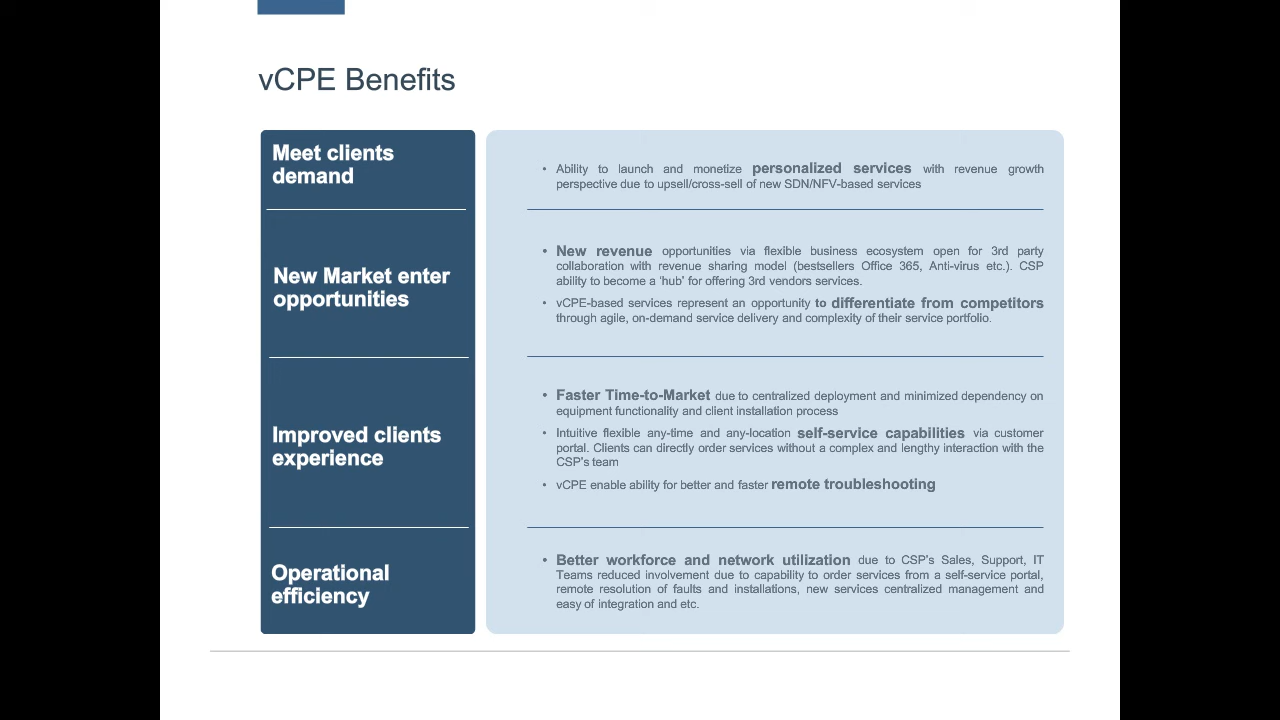 vCPE Benefits
Meet clients
demand
• Ability to launch and monetize personalized services with revenue growth
perspective due to upsell/cross-sell of new SDN/NFV-based services
New Market enter
opportunities
• New revenue opportunities via flexible business ecosystem open for 3rd party
collaboration with revenue sharing model (bestsellers Office 365, Anti-virus etc.). CSP
ability to become a ‘hub’ for offering 3rd vendors services.
• vCPE-based services represent an opportunity to differentiate from competitors
through agile, on-demand service delivery and complexity of their service portfolio.
Improved clients
experience
• Faster Time-to-Market due to centralized deployment and minimized dependency on
equipment functionality and client installation process
• Intuitive flexible any-time and any-location self-service capabilities via customer
portal. Clients can directly order services without a complex and lengthy interaction with the
CSP’s team
• vCPE enable ability for better and faster remote troubleshooting
Operational
efficiency
• Better workforce and network utilization due to CSP’s Sales, Support, IT
Teams reduced involvement due to capability to order services from a self-service portal,
remote resolution of faults and installations, new services centralized management and
easy of integration and etc.